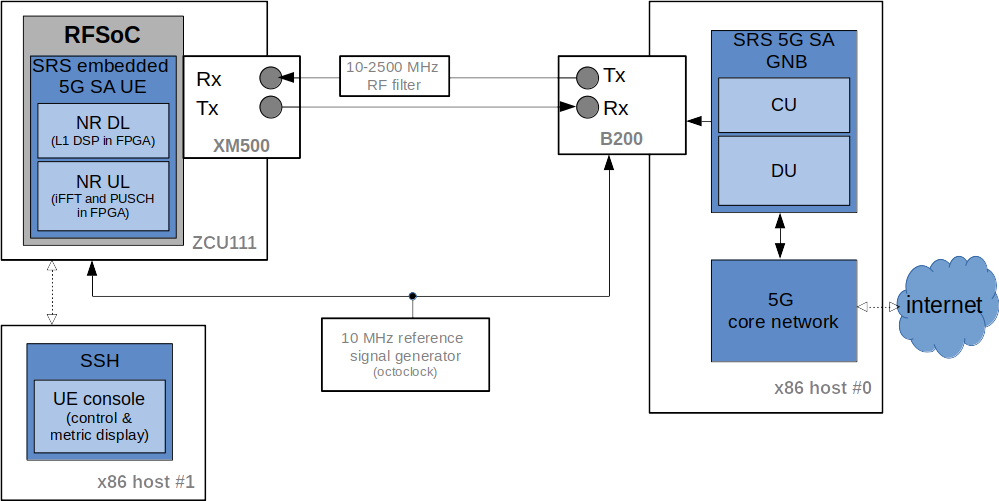 RFSoC
SRS embedded
5G SA UE
NR DL
(L1 DSP in FPGA)
NR UL
(iFFT and PUSCH
in FPGA)
ZCU111
Rx
Tx
XM500
10-2500 MHz
RF filter
Tx
Rx
B200
SRS 5G SA
GNB
CU
DU
5G
core network
x86 host #0
internet
10 MHz reference
signal generator
(octoclock)
SSH
UE console
(control &
metric display)
x86 host #1